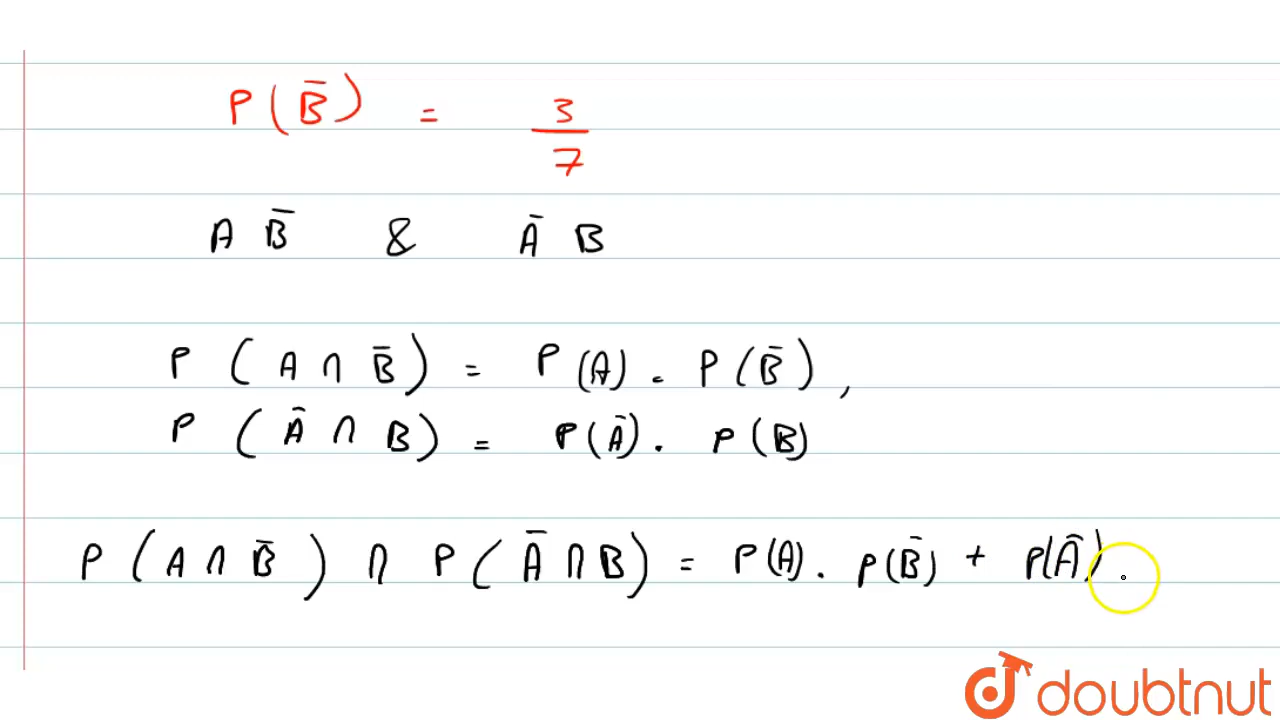 P(B̄) = 3/7
A B̄ & Ā B
P (A ∩ B̄) = P(A) . P(B̄) ,
P (Ā ∩ B) = P(Ā) . P(B)
P (A ∩ B̄) ∩ P(Ā ∩ B) = P(A) . P(B̄) + P(Ā) .
doubtnut